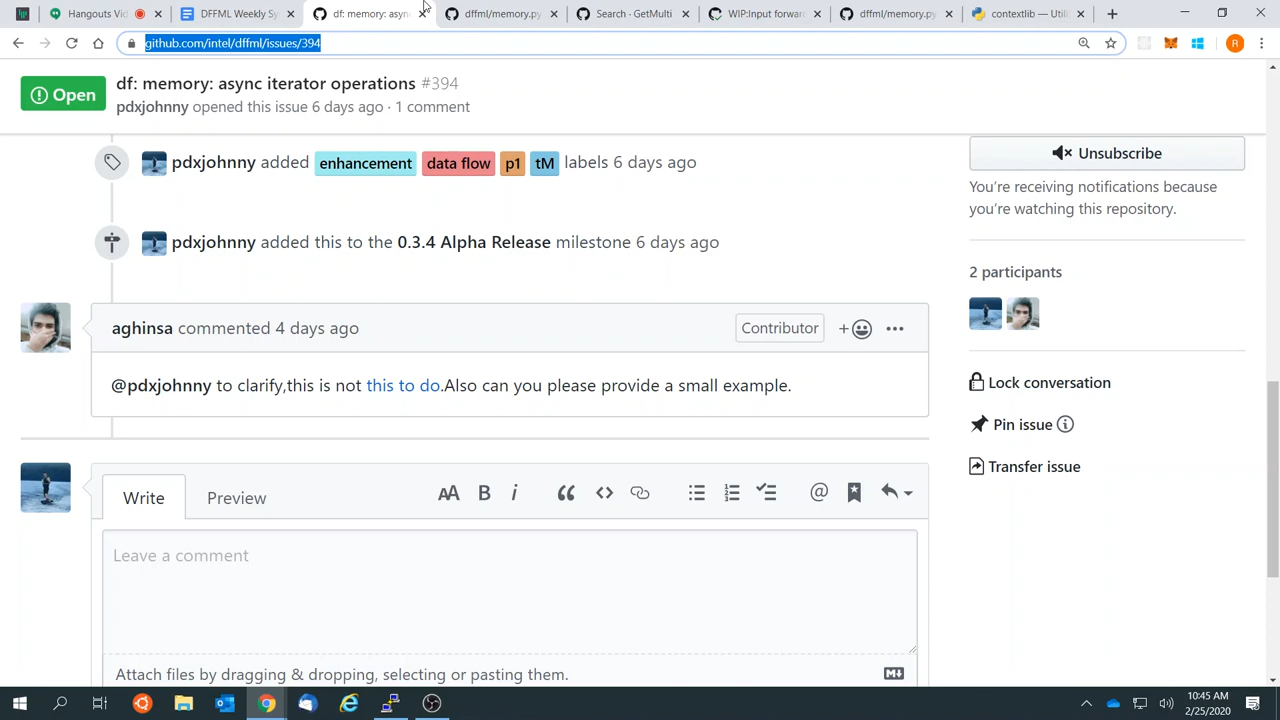 Hangouts Vid
DFFML Weekly Sy
df: memory: asyn
dffml/memory.py
Search · GetMulti
WIP:Input forwar
dffml/memory.py
contextlib — Util
github.com/intel/dffml/issues/394
R
Open
df: memory: async iterator operations #394
pdxjohnny opened this issue 6 days ago · 1 comment
pdxjohnny added enhancement data flow p1 tM labels 6 days ago
Unsubscribe
You're receiving notifications because
you're watching this repository.
pdxjohnny added this to the 0.3.4 Alpha Release milestone 6 days ago
2 participants
aghinsa commented 4 days ago
Contributor
@pdxjohnny to clarify,this is not this to do.Also can you please provide a small example.
Lock conversation
Pin issue
Transfer issue
Write
Preview
AA B i
Leave a comment
Attach files by dragging & dropping, selecting or pasting them.
10:45 AM
2/25/2020